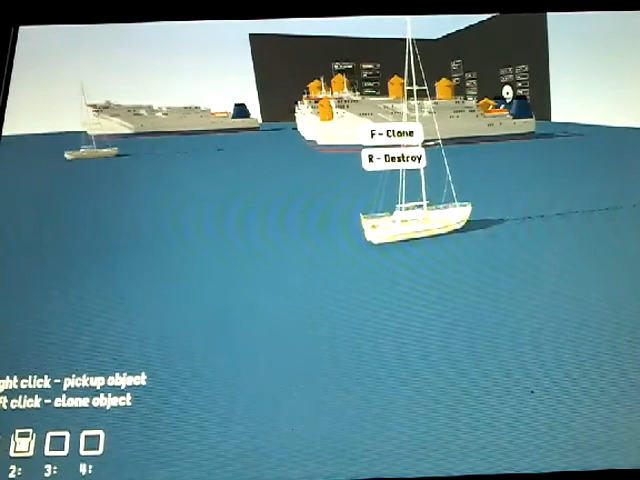 F - Clone
R - Destroy
ght click - pickup object
ft click - clone object
2: 3: 4: